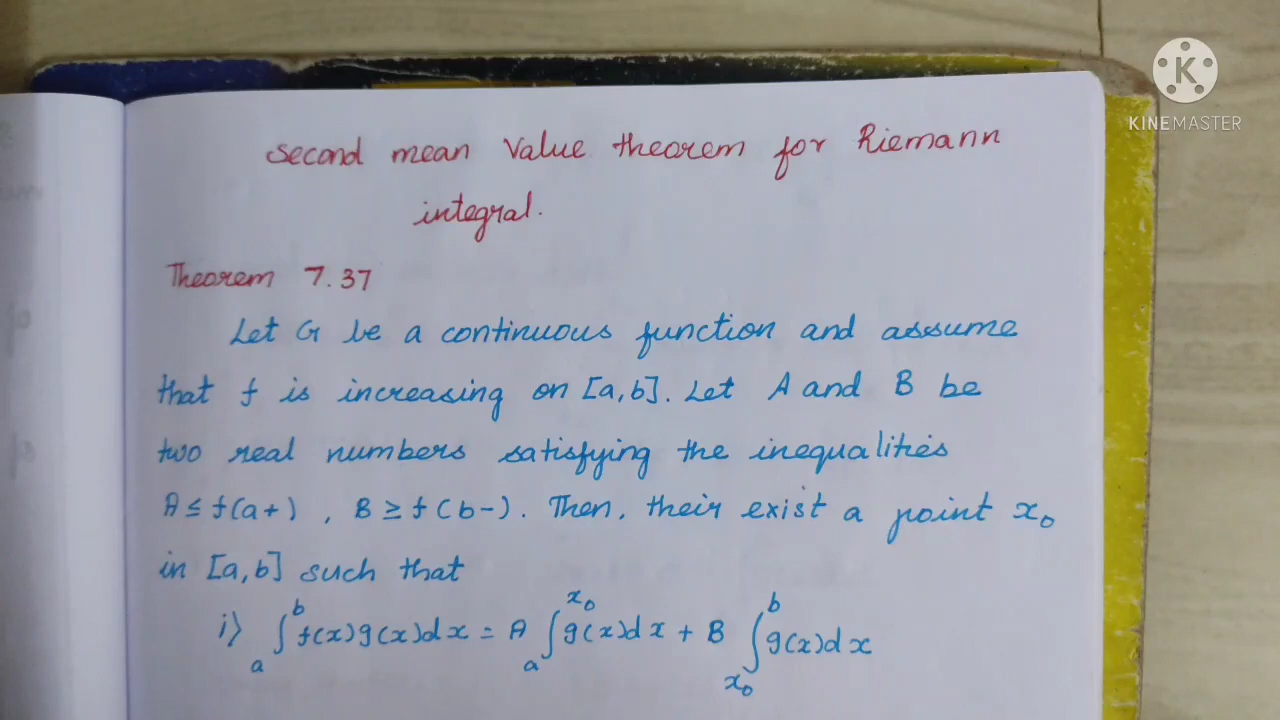 KINEMASTER
Second mean Value theorem for Riemann
integral.
Theorem 7.37
Let G be a continuous function and assume
that f is increasing on [a,b]. Let A and B be
two real numbers satisfying the inequalities
A ≤ f(a+) , B ≥ f(b-). Then, their exist a point x₀
in [a,b] such that
i) ∫ₐᵇ f(x)g(x)dx = A ∫ₐˣ⁰ g(x)dx + B ∫ₓ₀ᵇ g(x)dx